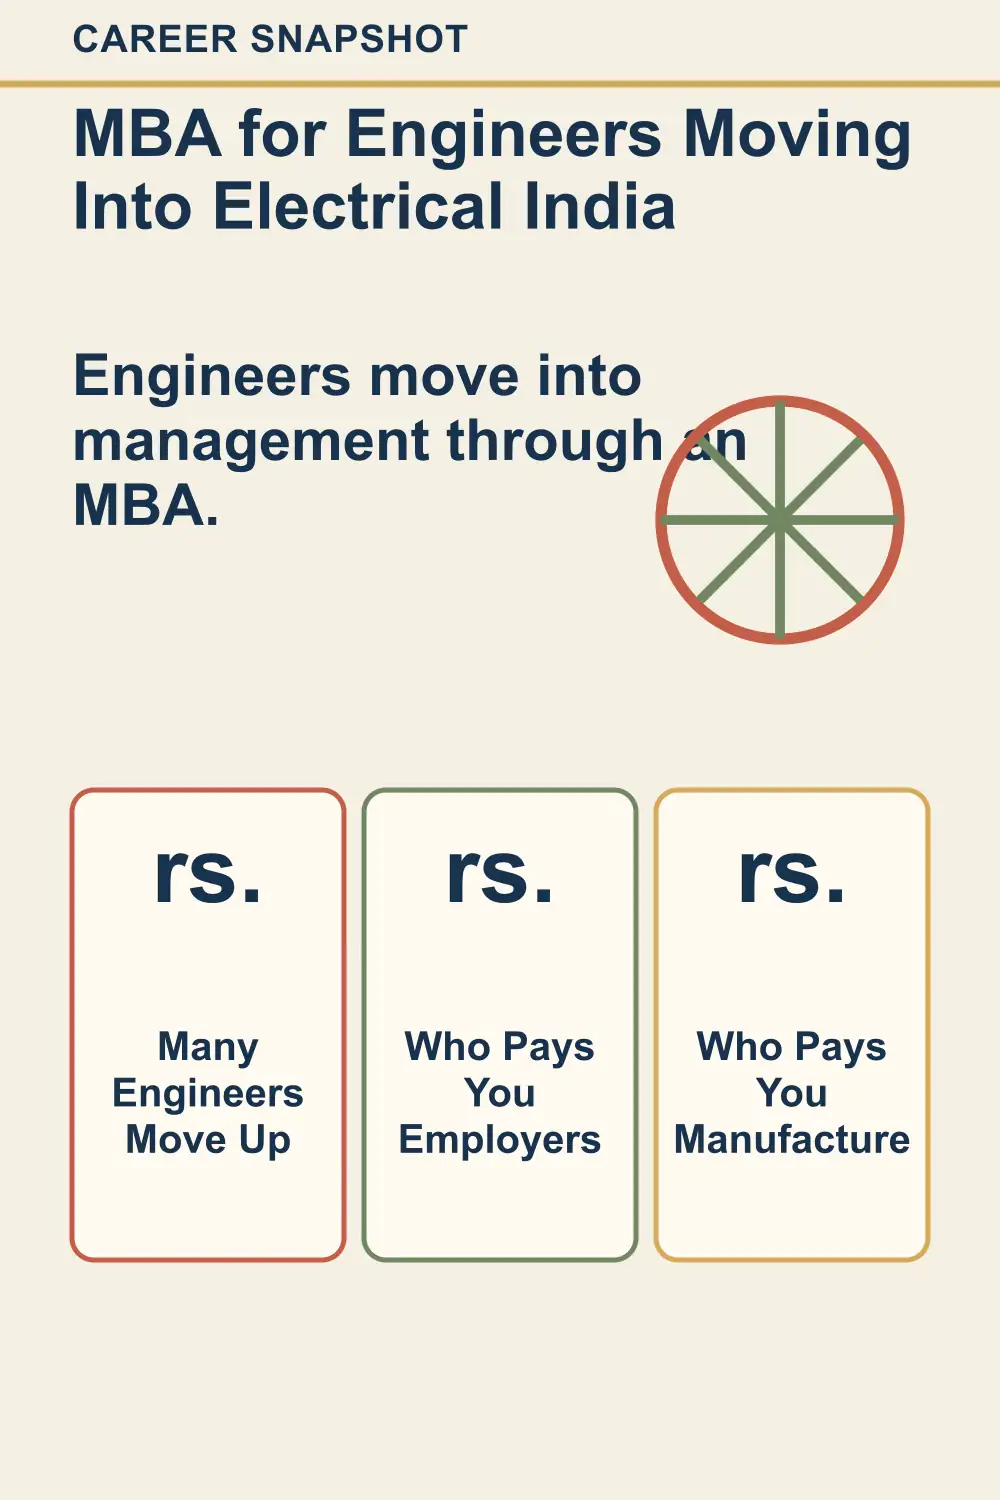 CAREER SNAPSHOT
MBA for Engineers Moving
Into Electrical India
Engineers move into
management through an
MBA.
rs.
Many
Engineers
Move Up
rs.
Who Pays
You
Employers
rs.
Who Pays
You
Manufacture